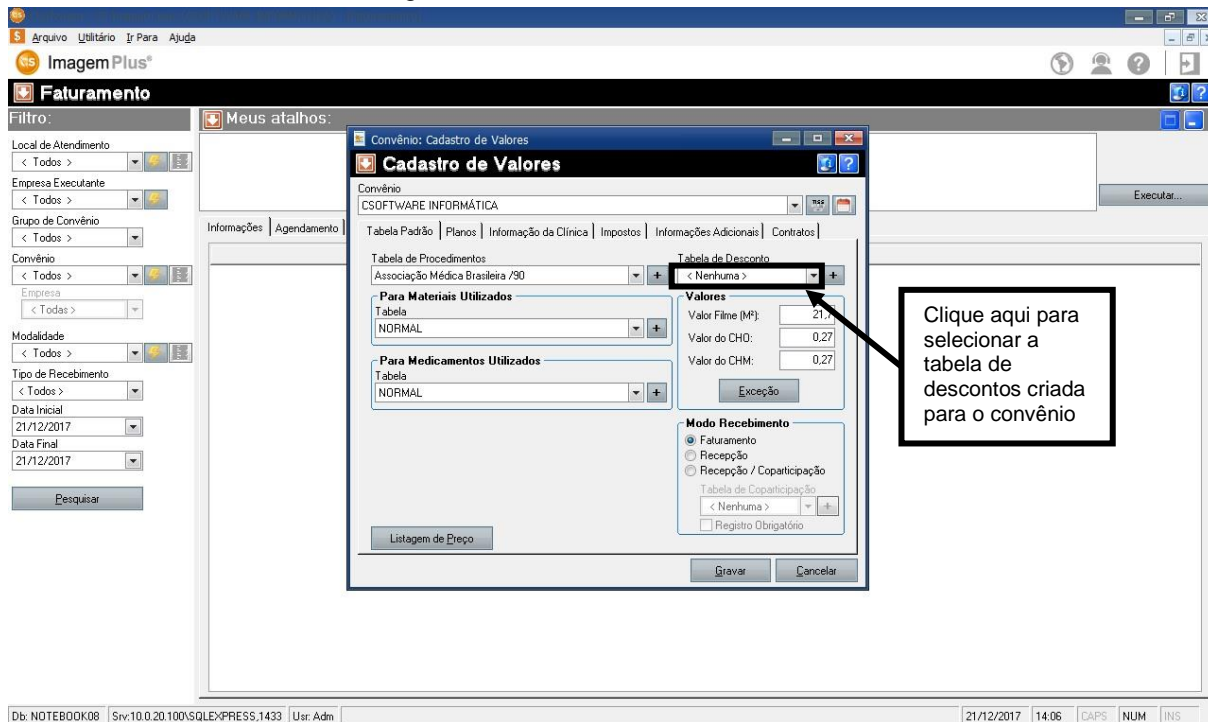 Arquivo Utilitário Ir Para Ajuda
ImagemPlus®
Faturamento
Filtro:
Meus atalhos:
Local de Atendimento
< Todos >
Empresa Executante
< Todos >
Grupo de Convênio
< Todos >
Convênio
< Todos >
Empresa
< Todas >
Modalidade
< Todos >
Tipo de Recebimento
< Todos >
Data Inicial
21/12/2017
Data Final
21/12/2017
Pesquisar
Executar...
Informações Agendamento
Convênio: Cadastro de Valores
Cadastro de Valores
Convênio
CSOFTWARE INFORMÁTICA
Tabela Padrão Planos Informação da Clínica Impostos Informações Adicionais Contratos
Tabela de Procedimentos
Associação Médica Brasileira /90
Tabela de Desconto
< Nenhuma >
Para Materiais Utilizados
Tabela
NORMAL
Para Medicamentos Utilizados
Tabela
NORMAL
Valores
Valor Filme (M²): 21,7
Valor do CHO: 0,27
Valor do CHM: 0,27
Exceção
Modo Recebimento
Faturamento
Recepção
Recepção / Coparticipação
Tabela de Coparticipação
< Nenhuma >
Registro Obrigatório
Listagem de Preço
Gravar Cancelar
Clique aqui para
selecionar a
tabela de
descontos criada
para o convênio
Db: NOTEBOOK08 Srv:10.0.20.100\SQLEXPRESS,1433 Usr: Adm 21/12/2017 14:06 CAPS NUM INS